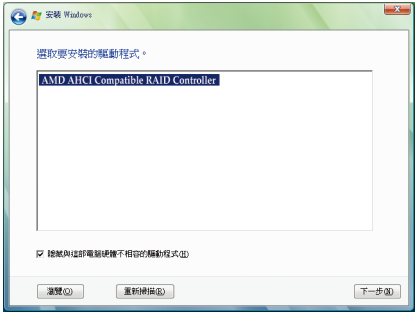 安裝 Windows
選取要安裝的驅動程式。
AMD AHCI Compatible RAID Controller
隱藏與這部電腦硬體不相容的驅動程式(H)
瀏覽(O)
重新掃描(R)
下一步(N)